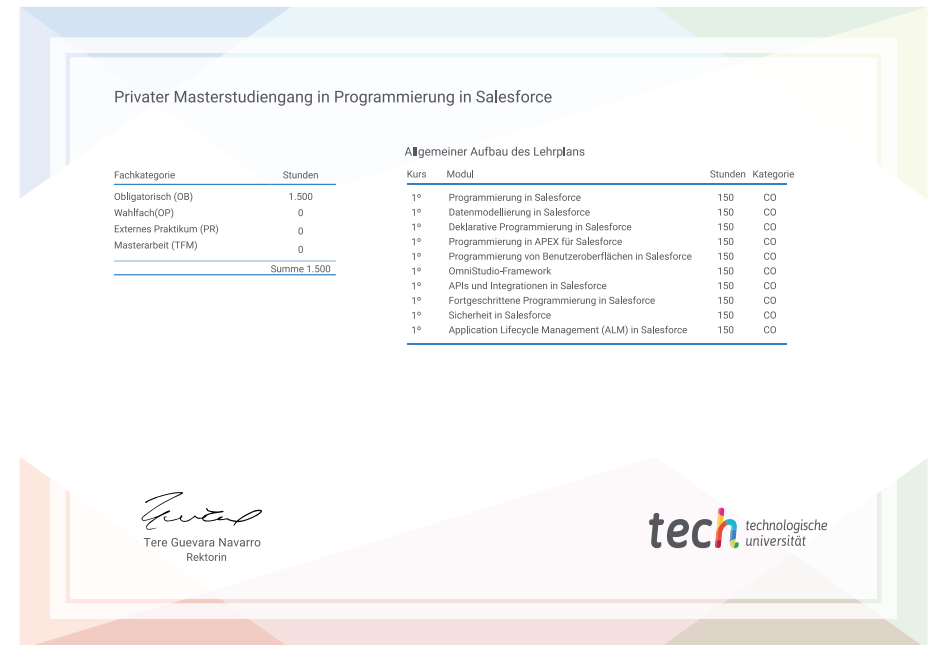 Privater Masterstudiengang in Programmierung in Salesforce
Fachkategorie Stunden
Obligatorisch (OB) 1.500
Wahlfach(OP) 0
Externes Praktikum (PR) 0
Masterarbeit (TFM) 0
Summe 1.500
Allgemeiner Aufbau des Lehrplans
Kurs Modul Stunden Kategorie
1º Programmierung in Salesforce 150 CO
1º Datenmodellierung in Salesforce 150 CO
1º Deklarative Programmierung in Salesforce 150 CO
1º Programmierung in APEX für Salesforce 150 CO
1º Programmierung von Benutzeroberflächen in Salesforce 150 CO
1º OmniStudio-Framework 150 CO
1º APIs und Integrationen in Salesforce 150 CO
1º Fortgeschrittene Programmierung in Salesforce 150 CO
1º Sicherheit in Salesforce 150 CO
1º Application Lifecycle Management (ALM) in Salesforce 150 CO
Tere Guevara Navarro
Rektorin
tech technologische
universität